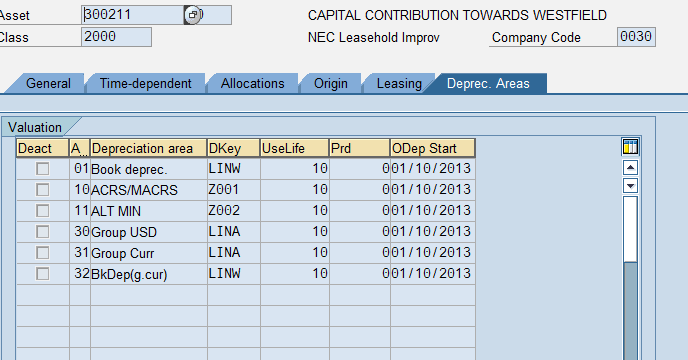 Asset 300211 0 CAPITAL CONTRIBUTION TOWARDS WESTFIELD
Class 2000 NEC Leasehold Improv Company Code 0030
General Time-dependent Allocations Origin Leasing Deprec. Areas
Valuation
Deact A... Depreciation area DKey UseLife Prd ODep Start
01 Book deprec. LINW 10 0 01/10/2013
10 ACRS/MACRS Z001 10 0 01/10/2013
11 ALT MIN Z002 10 0 01/10/2013
30 Group USD LINA 10 0 01/10/2013
31 Group Curr LINA 10 0 01/10/2013
32 BkDep(g.cur) LINW 10 0 01/10/2013